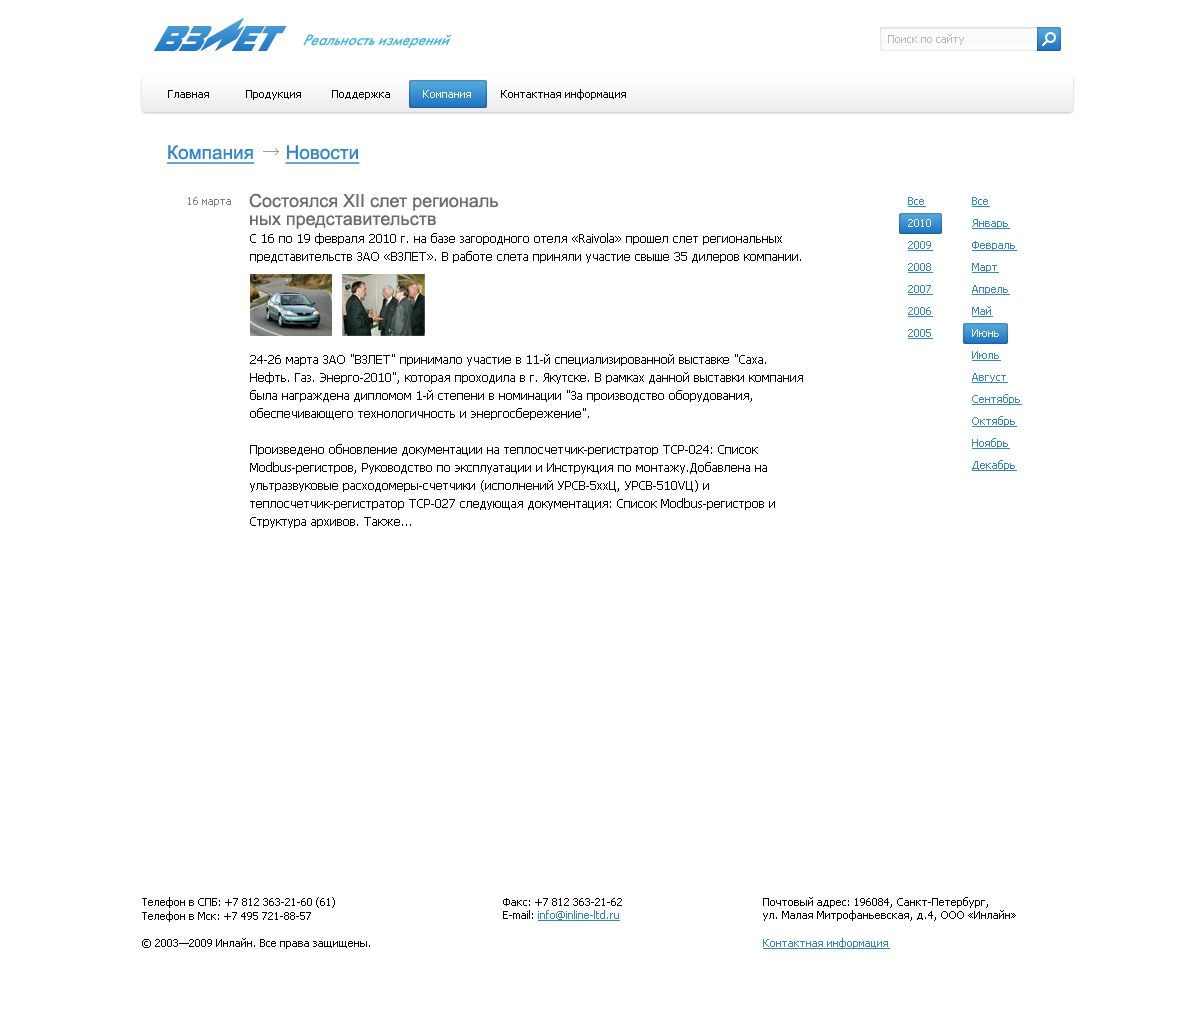 ВЗЛЕТ
Реальность измерений
Поиск по сайту
Главная
Продукция
Поддержка
Компания
Контактная информация
Компания → Новости
16 марта
Состоялся XII слет региональ
ных представительств
С 16 по 19 февраля 2010 г. на базе загородного отеля «Raivola» прошел слет региональных
представительств ЗАО «ВЗЛЕТ». В работе слета приняли участие свыше 35 дилеров компании.
24-26 марта ЗАО "ВЗЛЕТ" принимало участие в 11-й специализированной выставке "Саха.
Нефть. Газ. Энерго-2010", которая проходила в г. Якутске. В рамках данной выставки компания
была награждена дипломом 1-й степени в номинации "За производство оборудования,
обеспечивающего технологичность и энергосбережение".
Произведено обновление документации на теплосчетчик-регистратор ТСР-024: Список
Modbus-регистров, Руководство по эксплуатации и Инструкция по монтажу.Добавлена на
ультразвуковые расходомеры-счетчики (исполнений УРСВ-5ххЦ, УРСВ-510VЦ) и
теплосчетчик-регистратор ТСР-027 следующая документация: Список Modbus-регистров и
Структура архивов. Также...
Все
2010
2009
2008
2007
2006
2005
Все
Январь
Февраль
Март
Апрель
Май
Июнь
Июль
Август
Сентябрь
Октябрь
Ноябрь
Декабрь
Телефон в СПБ: +7 812 363-21-60 (61)
Телефон в Мск: +7 495 721-88-57
© 2003—2009 Инлайн. Все права защищены.
Факс: +7 812 363-21-62
E-mail: info@inline-ltd.ru
Почтовый адрес: 196084, Санкт-Петербург,
ул. Малая Митрофаньевская, д.4, ООО «Инлайн»
Контактная информация